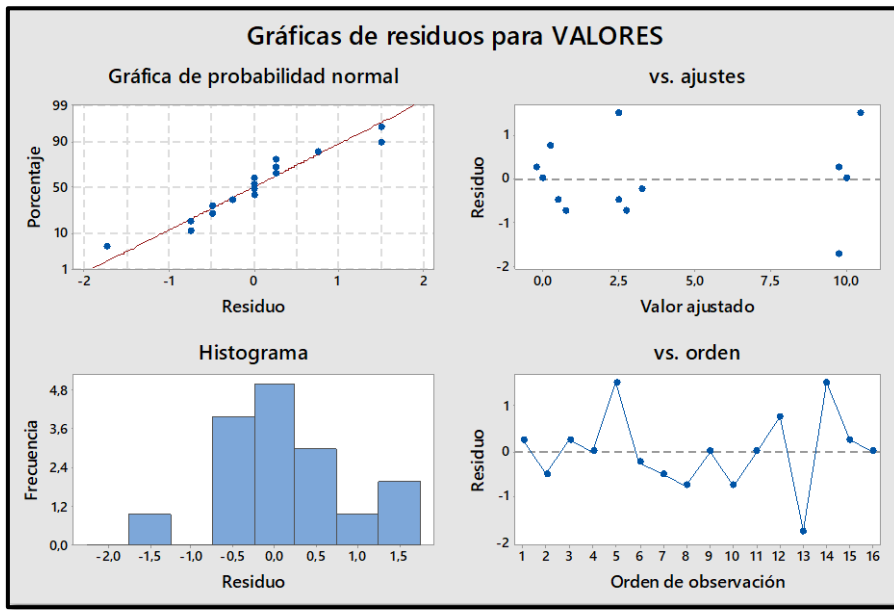 Gráficas de residuos para VALORES
Gráfica de probabilidad normal
99
90
50
10
1
Porcentaje
-2 -1 0 1 2
Residuo
vs. ajustes
1
0
-1
-2
Residuo
0,0 2,5 5,0 7,5 10,0
Valor ajustado
Histograma
4,8
3,6
2,4
1,2
0,0
Frecuencia
-2,0 -1,5 -1,0 -0,5 0,0 0,5 1,0 1,5
Residuo
vs. orden
1
0
-1
-2
Residuo
1 2 3 4 5 6 7 8 9 10 11 12 13 14 15 16
Orden de observación